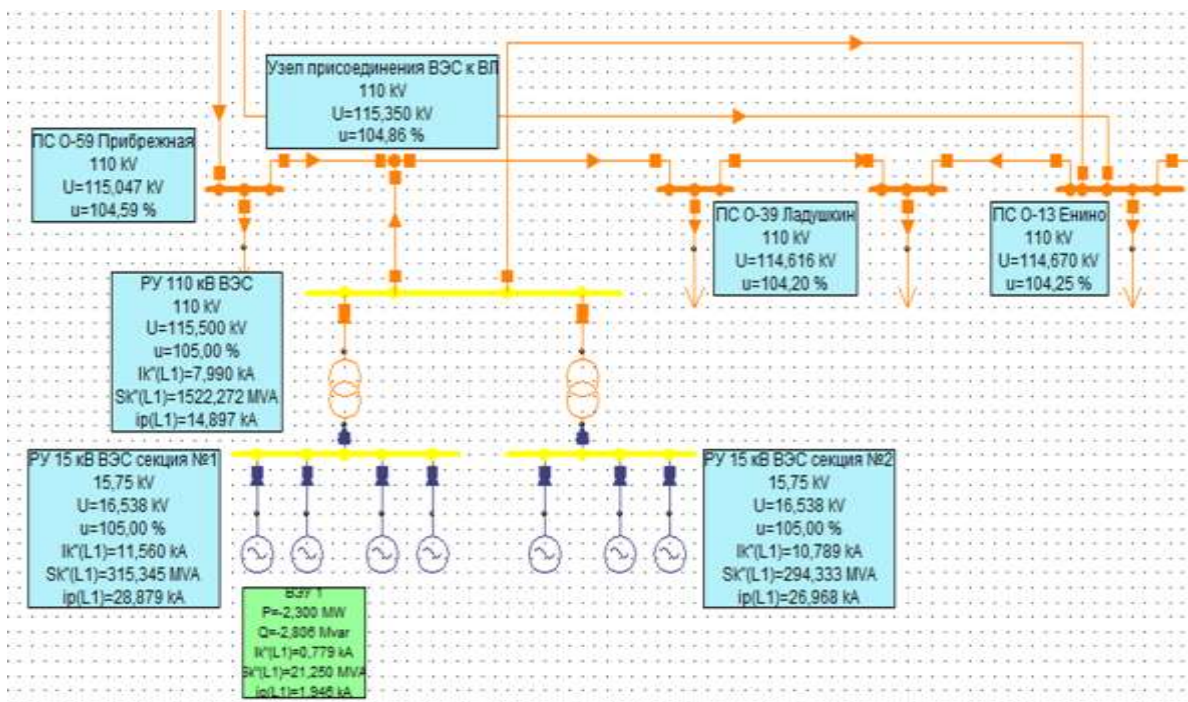 Узел присоединения ВЭС к ВЛ
110 kV
U=115,350 kV
u=104,86 %
ПС О-59 Прибрежная
110 kV
U=115,047 kV
u=104,59 %
ПС О-39 Ладушкин
110 kV
U=114,616 kV
u=104,20 %
ПС О-13 Енино
110 kV
U=114,670 kV
u=104,25 %
РУ 110 кВ ВЭС
110 kV
U=115,500 kV
u=105,00 %
Ik"(L1)=7,990 kA
Sk"(L1)=1522,272 MVA
ip(L1)=14,897 kA
РУ 15 кВ ВЭС секция №1
15,75 kV
U=16,538 kV
u=105,00 %
Ik"(L1)=11,560 kA
Sk"(L1)=315,345 MVA
ip(L1)=28,879 kA
РУ 15 кВ ВЭС секция №2
15,75 kV
U=16,538 kV
u=105,00 %
Ik"(L1)=10,789 kA
Sk"(L1)=294,333 MVA
ip(L1)=26,968 kA
ВЭУ 1
P=-2,300 MW
Q=-2,806 Mvar
Ik"(L1)=0,779 kA
Sk"(L1)=21,250 MVA
ip(L1)=1,946 kA